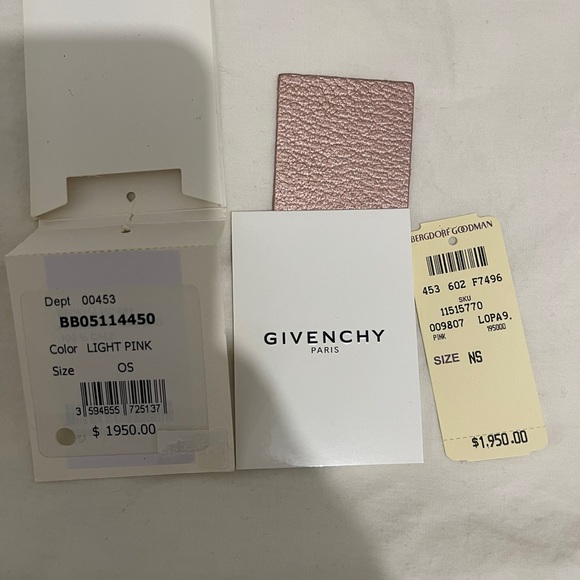 Dept 00453
BB05114450
Color LIGHT PINK
Size OS
3 594655 725137
$ 1950.00
GIVENCHY
PARIS
BERGDORF GOODMAN
453 602 F7496
SKU
11515770
009807 LOPA9.
PINK 195000
SIZE NS
$1,950.00